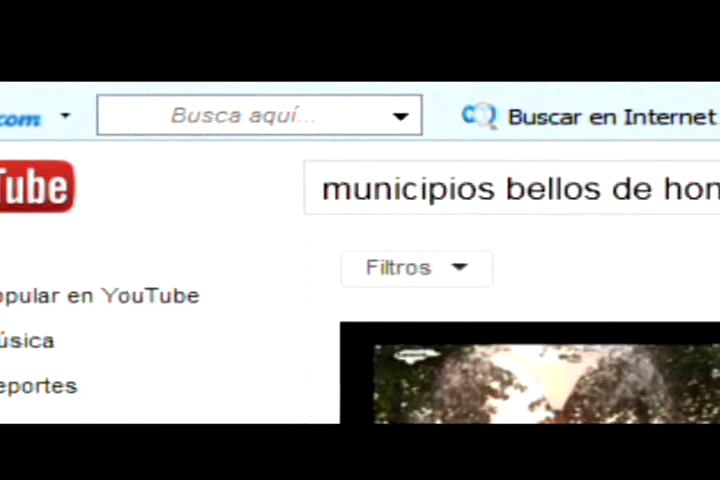 com Busca aquí... Buscar en Internet
Tube municipios bellos de hon
Filtros
opular en YouTube
úsica
eportes